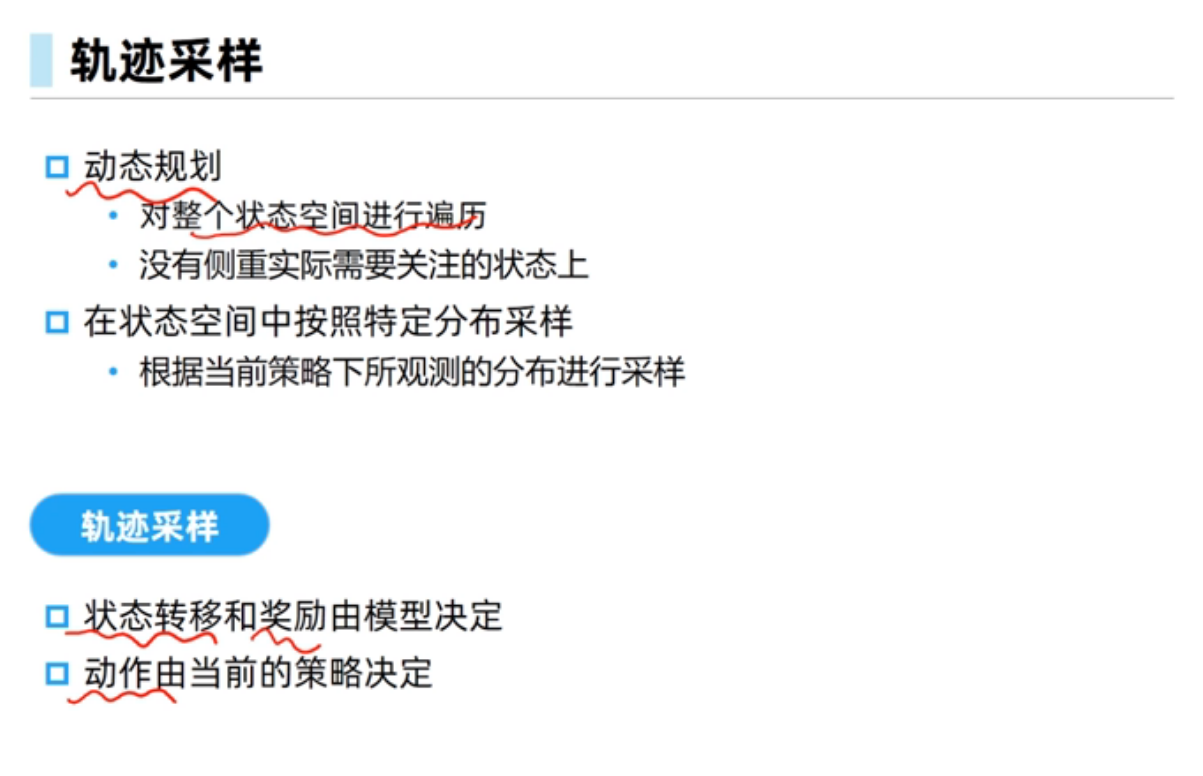 轨迹采样
动态规划
对整个状态空间进行遍历
没有侧重实际需要关注的状态上
在状态空间中按照特定分布采样
根据当前策略下所观测的分布进行采样
轨迹采样
状态转移和奖励由模型决定
动作由当前的策略决定